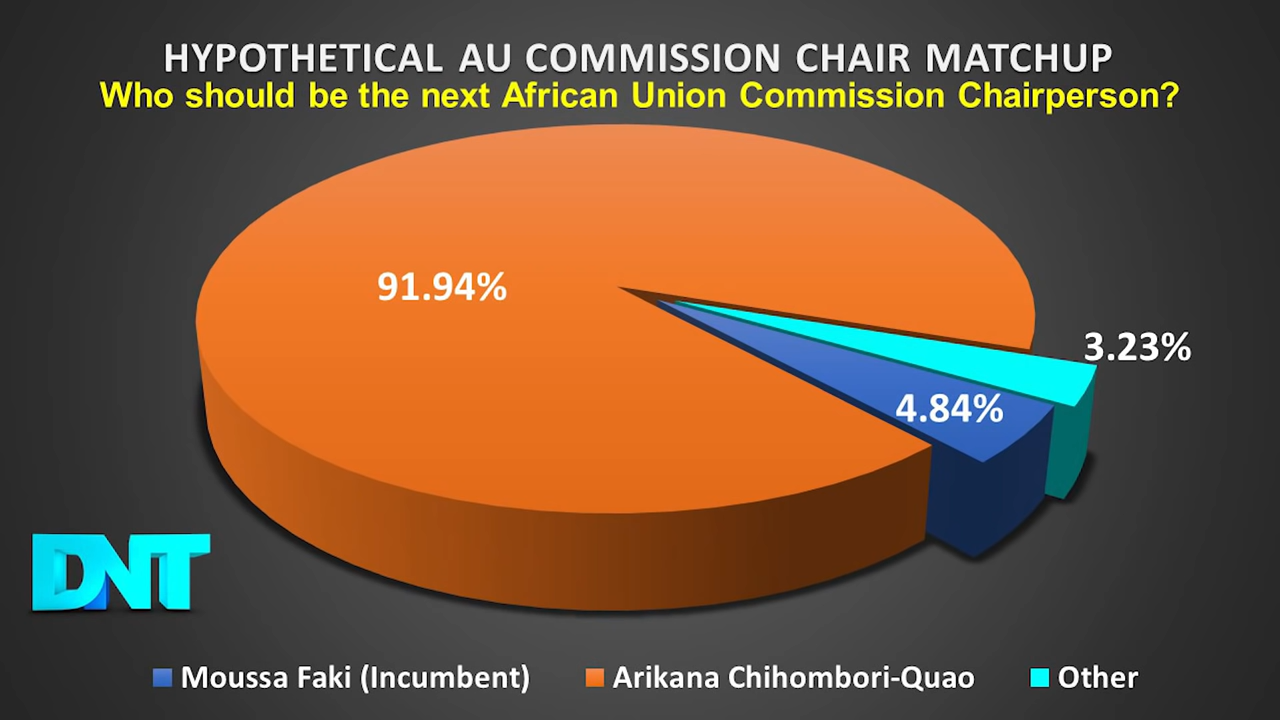 HYPOTHETICAL AU COMMISSION CHAIR MATCHUP
Who should be the next African Union Commission Chairperson?
91.94%
3.23%
4.84%
DNT
Moussa Faki (Incumbent) Arikana Chihombori-Quao Other